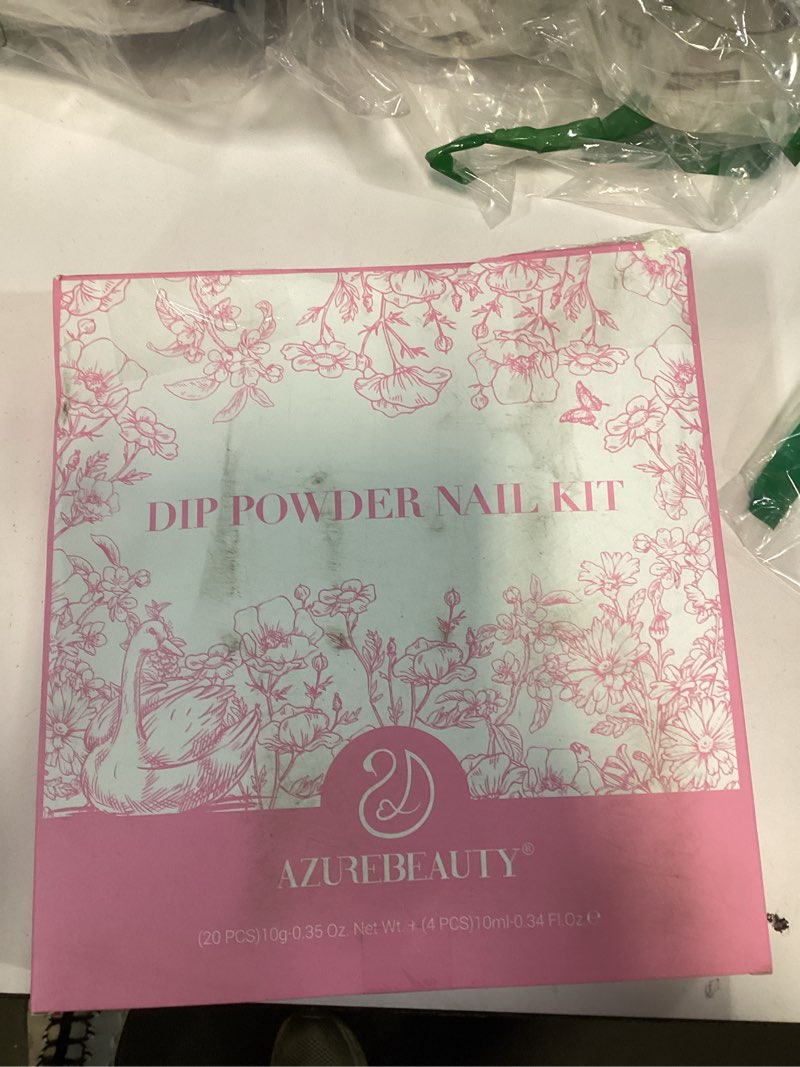 DIP POWDER NAIL KIT
AZUREBEAUTY®
(20 PCS)10g-0.35 Oz. Net Wt. + (4 PCS)10ml-0.34 Fl.Oz.℮